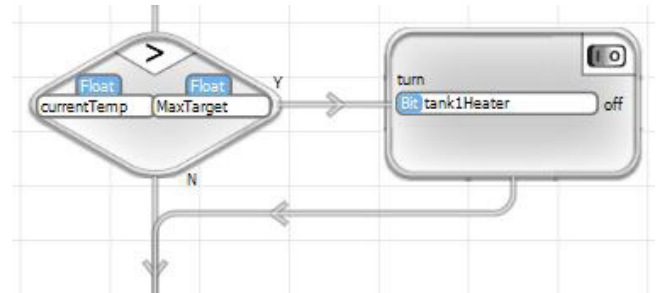 >
Float Float
currentTemp MaxTarget
Y
N
I O
turn
Bit tank1Heater off